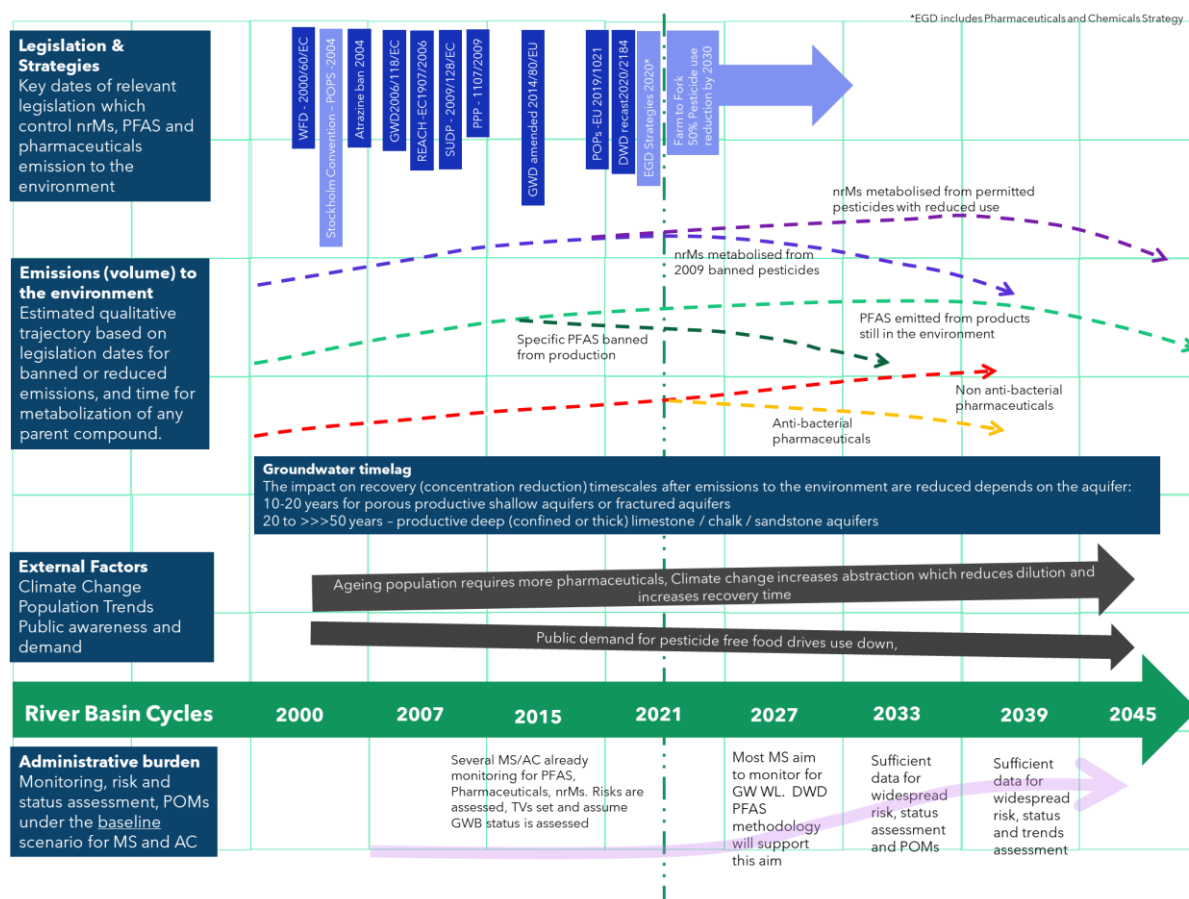 *EGD includes Pharmaceuticals and Chemicals Strategy
Legislation &
Strategies
Key dates of relevant
legislation which
control nrMs, PFAS and
pharmaceuticals
emission to the
environment
WFD - 2000/60/EC
Stockholm Convention – POPS -2004
Atrazine ban 2004
GWD2006/118/EC
REACH -EC1907/2006
SUDP - 2009/128/EC
PPP - 1107/2009
GWD amended 2014/80/EU
POPs -EU 2019/1021
DWD recast2020/2184
EGD Strategies 2020*
Farm to Fork
50% Pesticide use
reduction by 2030
nrMs metabolised from permitted
pesticides with reduced use
Emissions (volume) to
the environment
Estimated qualitative
trajectory based on
legislation dates for
banned or reduced
emissions, and time for
metabolization of any
parent compound.
nrMs metabolised from
2009 banned pesticides
PFAS emitted from products
still in the environment
Specific PFAS banned
from production
Non anti-bacterial
pharmaceuticals
Anti-bacterial
pharmaceuticals
Groundwater timelag
The impact on recovery (concentration reduction) timescales after emissions to the environment are reduced depends on the aquifer:
10-20 years for porous productive shallow aquifers or fractured aquifers
20 to >>>50 years – productive deep (confined or thick) limestone / chalk / sandstone aquifers
External Factors
Climate Change
Population Trends
Public awareness and
demand
Ageing population requires more pharmaceuticals, Climate change increases abstraction which reduces dilution and
increases recovery time
Public demand for pesticide free food drives use down,
River Basin Cycles 2000 2007 2015 2021 2027 2033 2039 2045
Administrative burden
Monitoring, risk and
status assessment, POMs
under the baseline
scenario for MS and AC
Several MS/AC already
monitoring for PFAS,
Pharmaceuticals, nrMs. Risks are
assessed, TVs set and assume
GWB status is assessed
Most MS aim
to monitor for
GW WL. DWD
PFAS
methodology
will support
this aim
Sufficient
data for
widespread
risk, status
assessment
and POMs
Sufficient
data for
widespread
risk, status
and trends
assessment